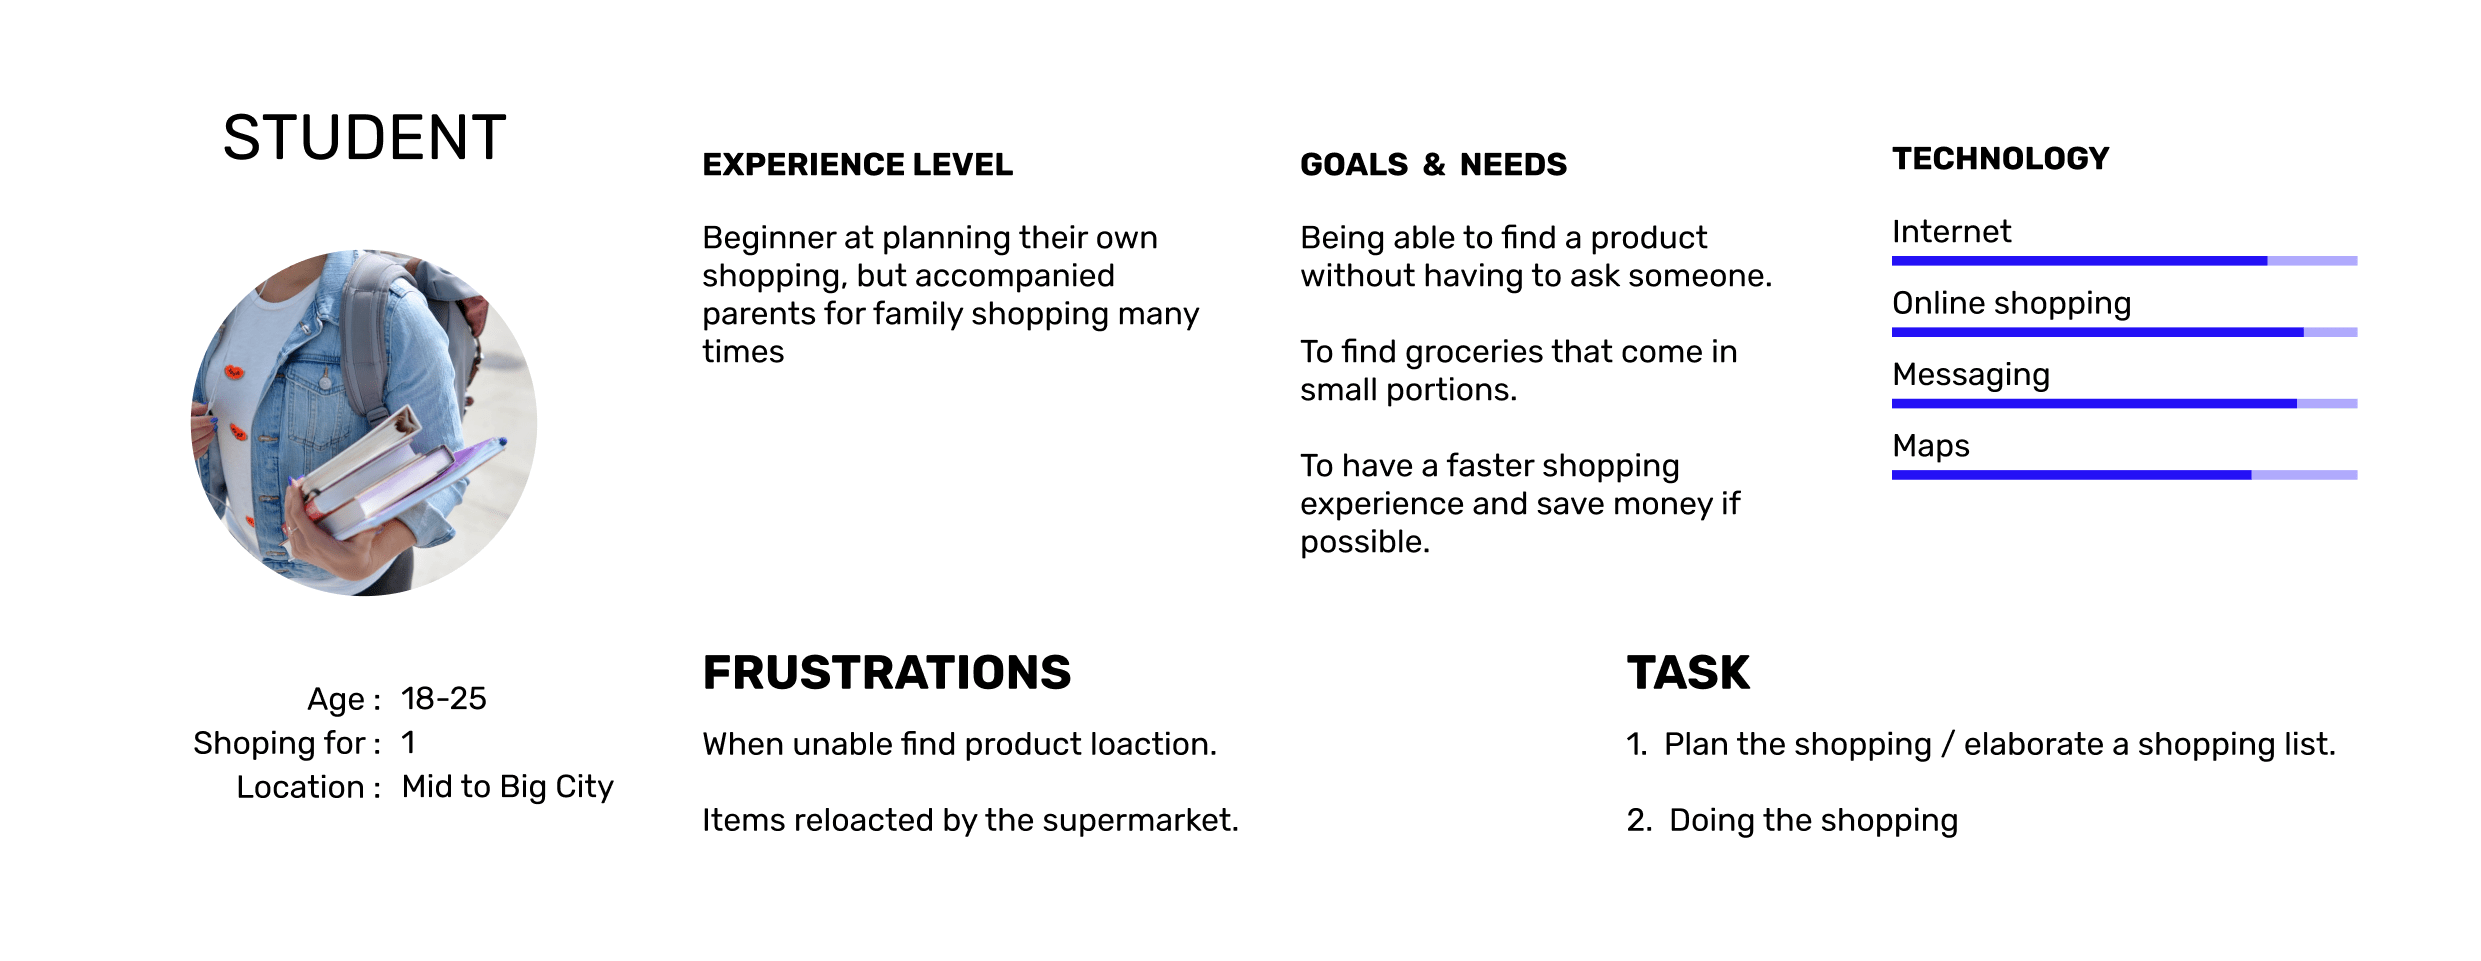 STUDENT
Age : 18-25
Shoping for : 1
Location : Mid to Big City
EXPERIENCE LEVEL
Beginner at planning their own
shopping, but accompanied
parents for family shopping many
times
GOALS & NEEDS
Being able to find a product
without having to ask someone.
To find groceries that come in
small portions.
To have a faster shopping
experience and save money if
possible.
TECHNOLOGY
Internet
Online shopping
Messaging
Maps
FRUSTRATIONS
When unable find product loaction.
Items reloacted by the supermarket.
TASK
1. Plan the shopping / elaborate a shopping list.
2. Doing the shopping